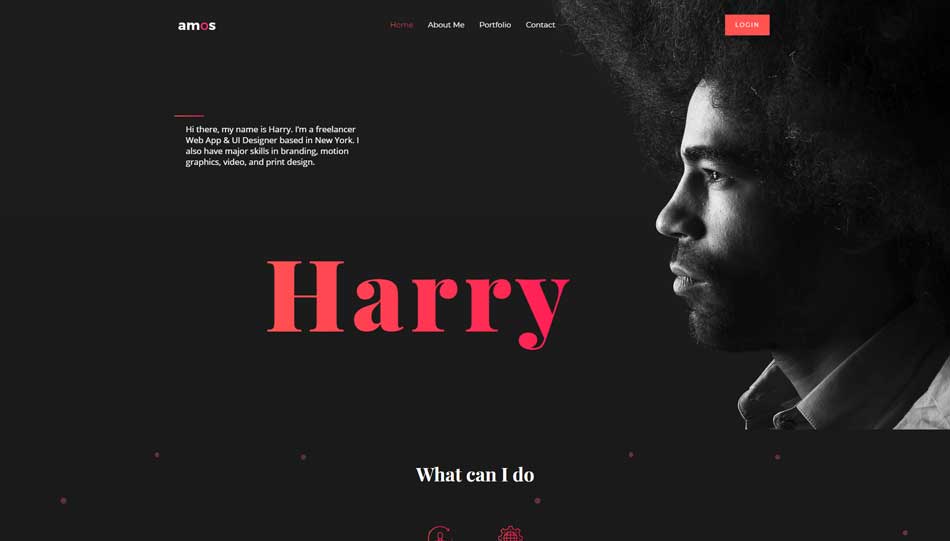 amos
Home About Me Portfolio Contact
LOGIN
Hi there, my name is Harry. I'm a freelancer
Web App & UI Designer based in New York. I
also have major skills in branding, motion
graphics, video, and print design.
Harry
What can I do